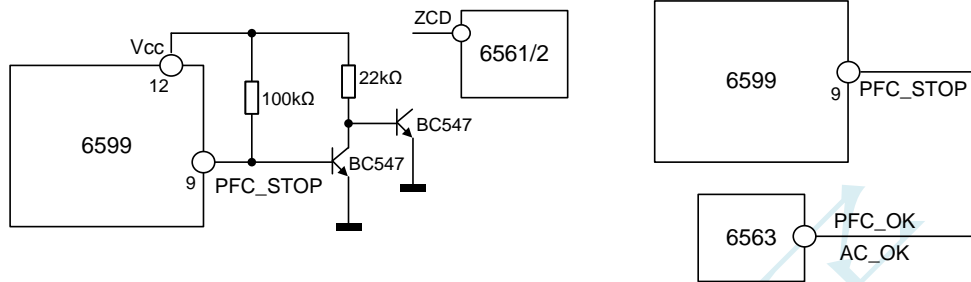 ZCD
6561/2
Vcc
12
22kΩ
100kΩ
BC547
6599
BC547
9
PFC_STOP
6599
9
PFC_STOP
6563
PFC_OK
AC_OK